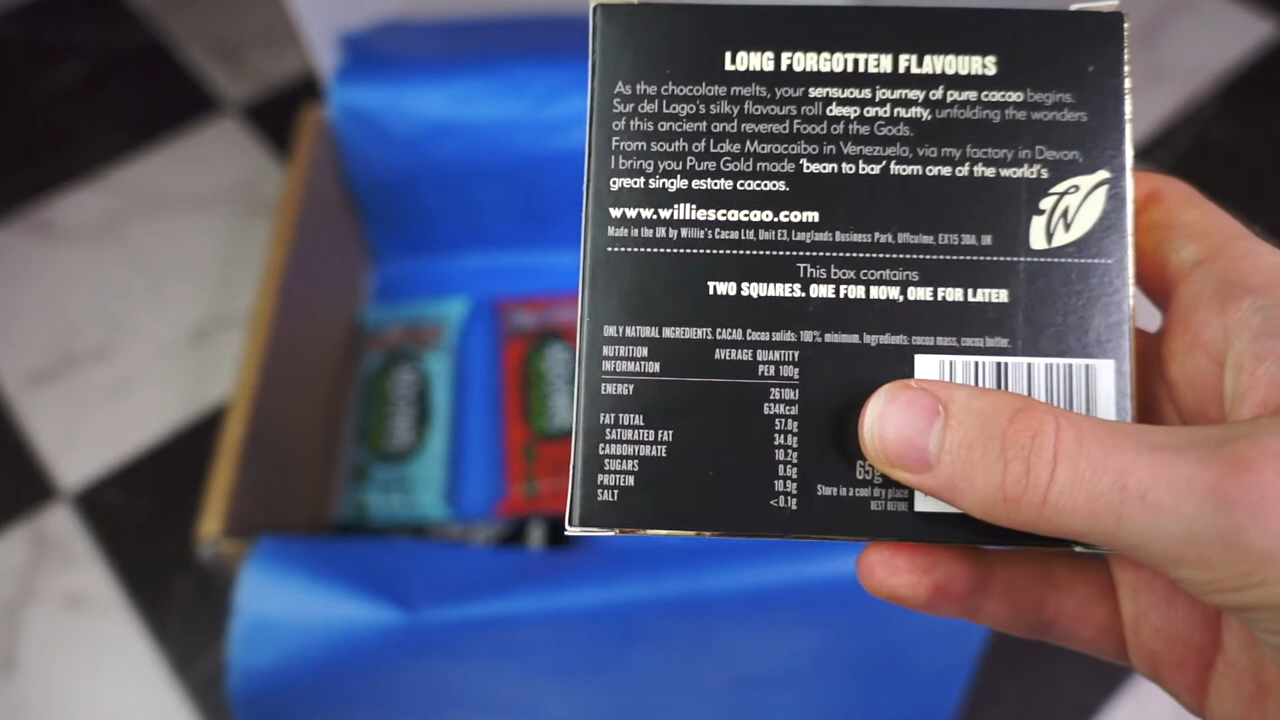 LONG FORGOTTEN FLAVOURS
As the chocolate melts, your sensuous journey of pure cacao begins.
Sur del Lago's silky flavours roll deep and nutty, unfolding the wonders
of this ancient and revered Food of the Gods.
From south of Lake Maracaibo in Venezuela, via my factory in Devon,
I bring you Pure Gold made 'bean to bar' from one of the world's
great single estate cacaos.
W
www.williescacao.com
Made in the UK by Willie's Cacao Ltd, Unit E3, Langlands Business Park, Uffculme, EX15 3DA, UK
This box contains
TWO SQUARES. ONE FOR NOW, ONE FOR LATER
ONLY NATURAL INGREDIENTS. CACAO. Cocoa solids: 100% minimum. Ingredients: cocoa mass, cocoa butter.
NUTRITION INFORMATION AVERAGE QUANTITY PER 100g
ENERGY 2610kJ
634Kcal
FAT TOTAL 57.8g
SATURATED FAT 34.8g
CARBOHYDRATE 10.2g
SUGARS 0.6g
PROTEIN 10.9g
SALT <0.1g
65g
Store in a cool dry place
BEST BEFORE